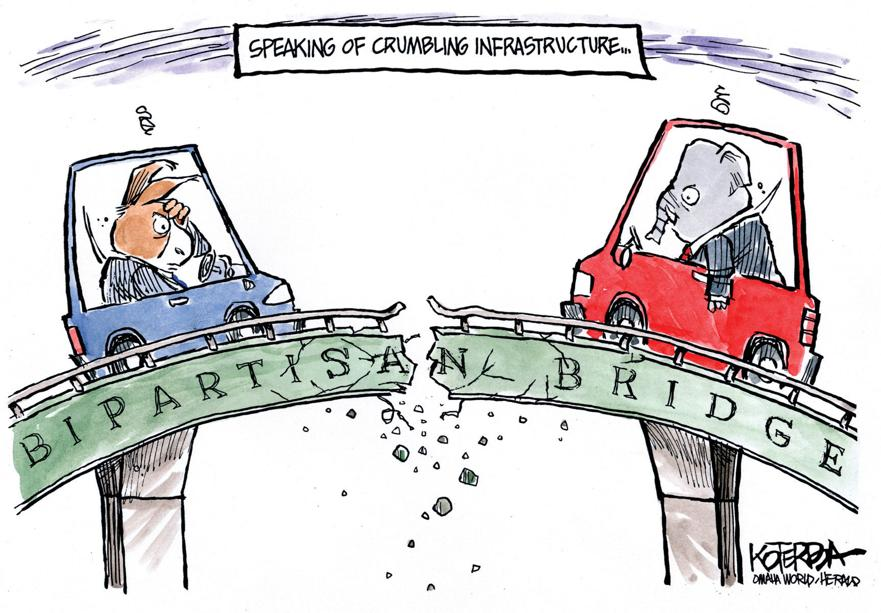 SPEAKING OF CRUMBLING INFRASTRUCTURE...
BIPARTISAN BRIDGE
KOTERBA
OMAHA WORLD-HERALD